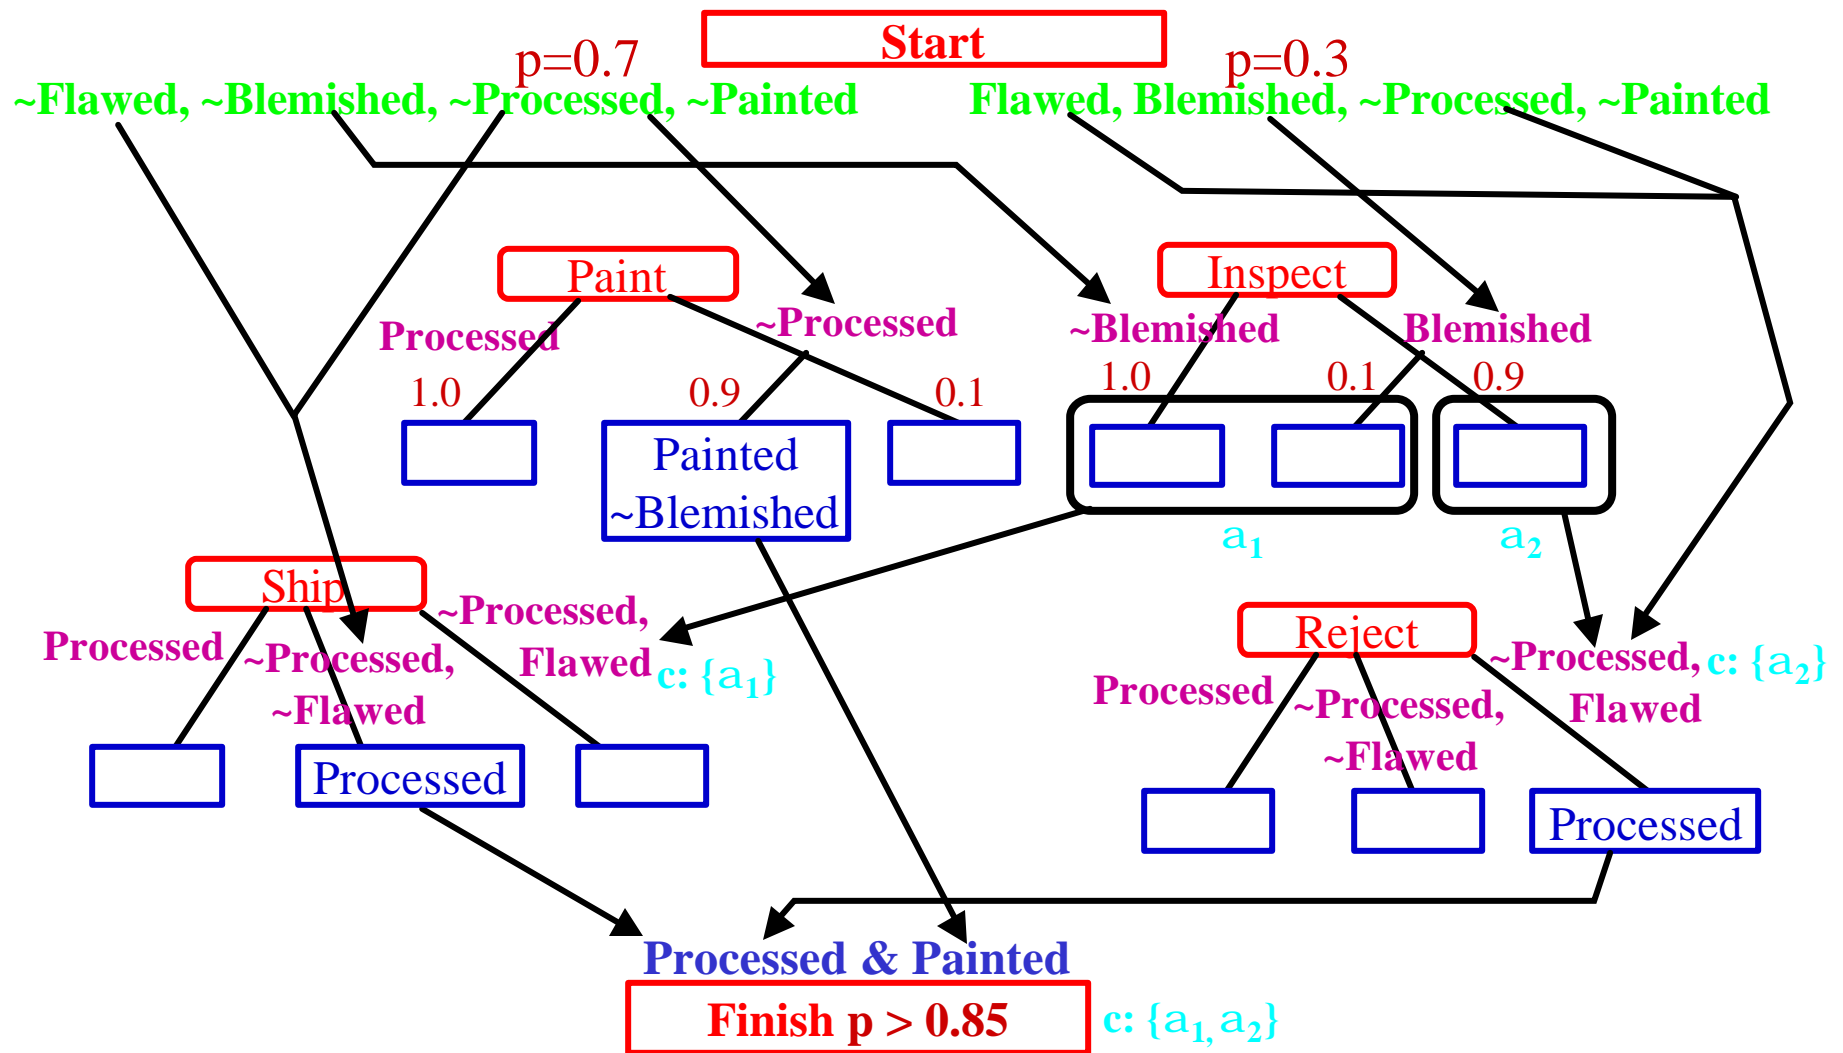 Start
p=0.7
p=0.3
~Flawed, ~Blemished, ~Processed, ~Painted
Flawed, Blemished, ~Processed, ~Painted
Paint
Inspect
Processed
~Processed
~Blemished
Blemished
1.0
0.9
0.1
1.0
0.1
0.9
Painted
~Blemished
a1
a2
Ship
Reject
Processed
~Processed,
~Flawed
~Processed,
Flawed
c: {a1}
Processed
~Processed,
~Flawed
~Processed,
Flawed
c: {a2}
Processed
Processed
Processed & Painted
Finish p > 0.85
c: {a1, a2}